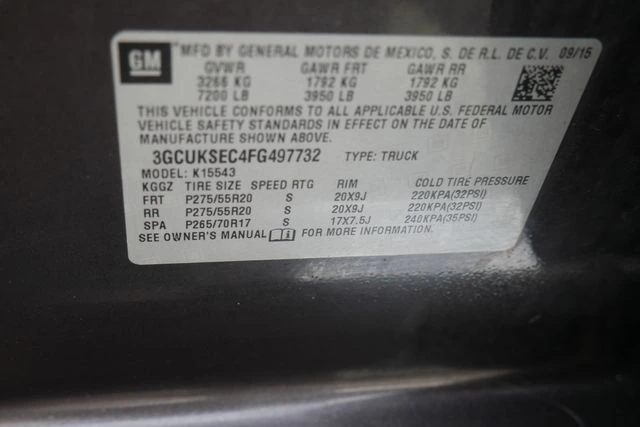 GM
MFD BY GENERAL MOTORS DE MEXICO, S. DE R.L. DE C.V. 09/15
GVWR GAWR FRT GAWR RR
3266 KG 1792 KG 1792 KG
7200 LB 3950 LB 3950 LB
THIS VEHICLE CONFORMS TO ALL APPLICABLE U.S. FEDERAL MOTOR
VEHICLE SAFETY STANDARDS IN EFFECT ON THE DATE OF
MANUFACTURE SHOWN ABOVE.
3GCUKSEC4FG497732 TYPE: TRUCK
MODEL: K15543
KGGZ TIRE SIZE SPEED RTG RIM COLD TIRE PRESSURE
FRT P275/55R20 S 20X9J 220KPA(32PSI)
RR P275/55R20 S 20X9J 220KPA(32PSI)
SPA P265/70R17 S 17X7.5J 240KPA(35PSI)
SEE OWNER'S MANUAL FOR MORE INFORMATION.